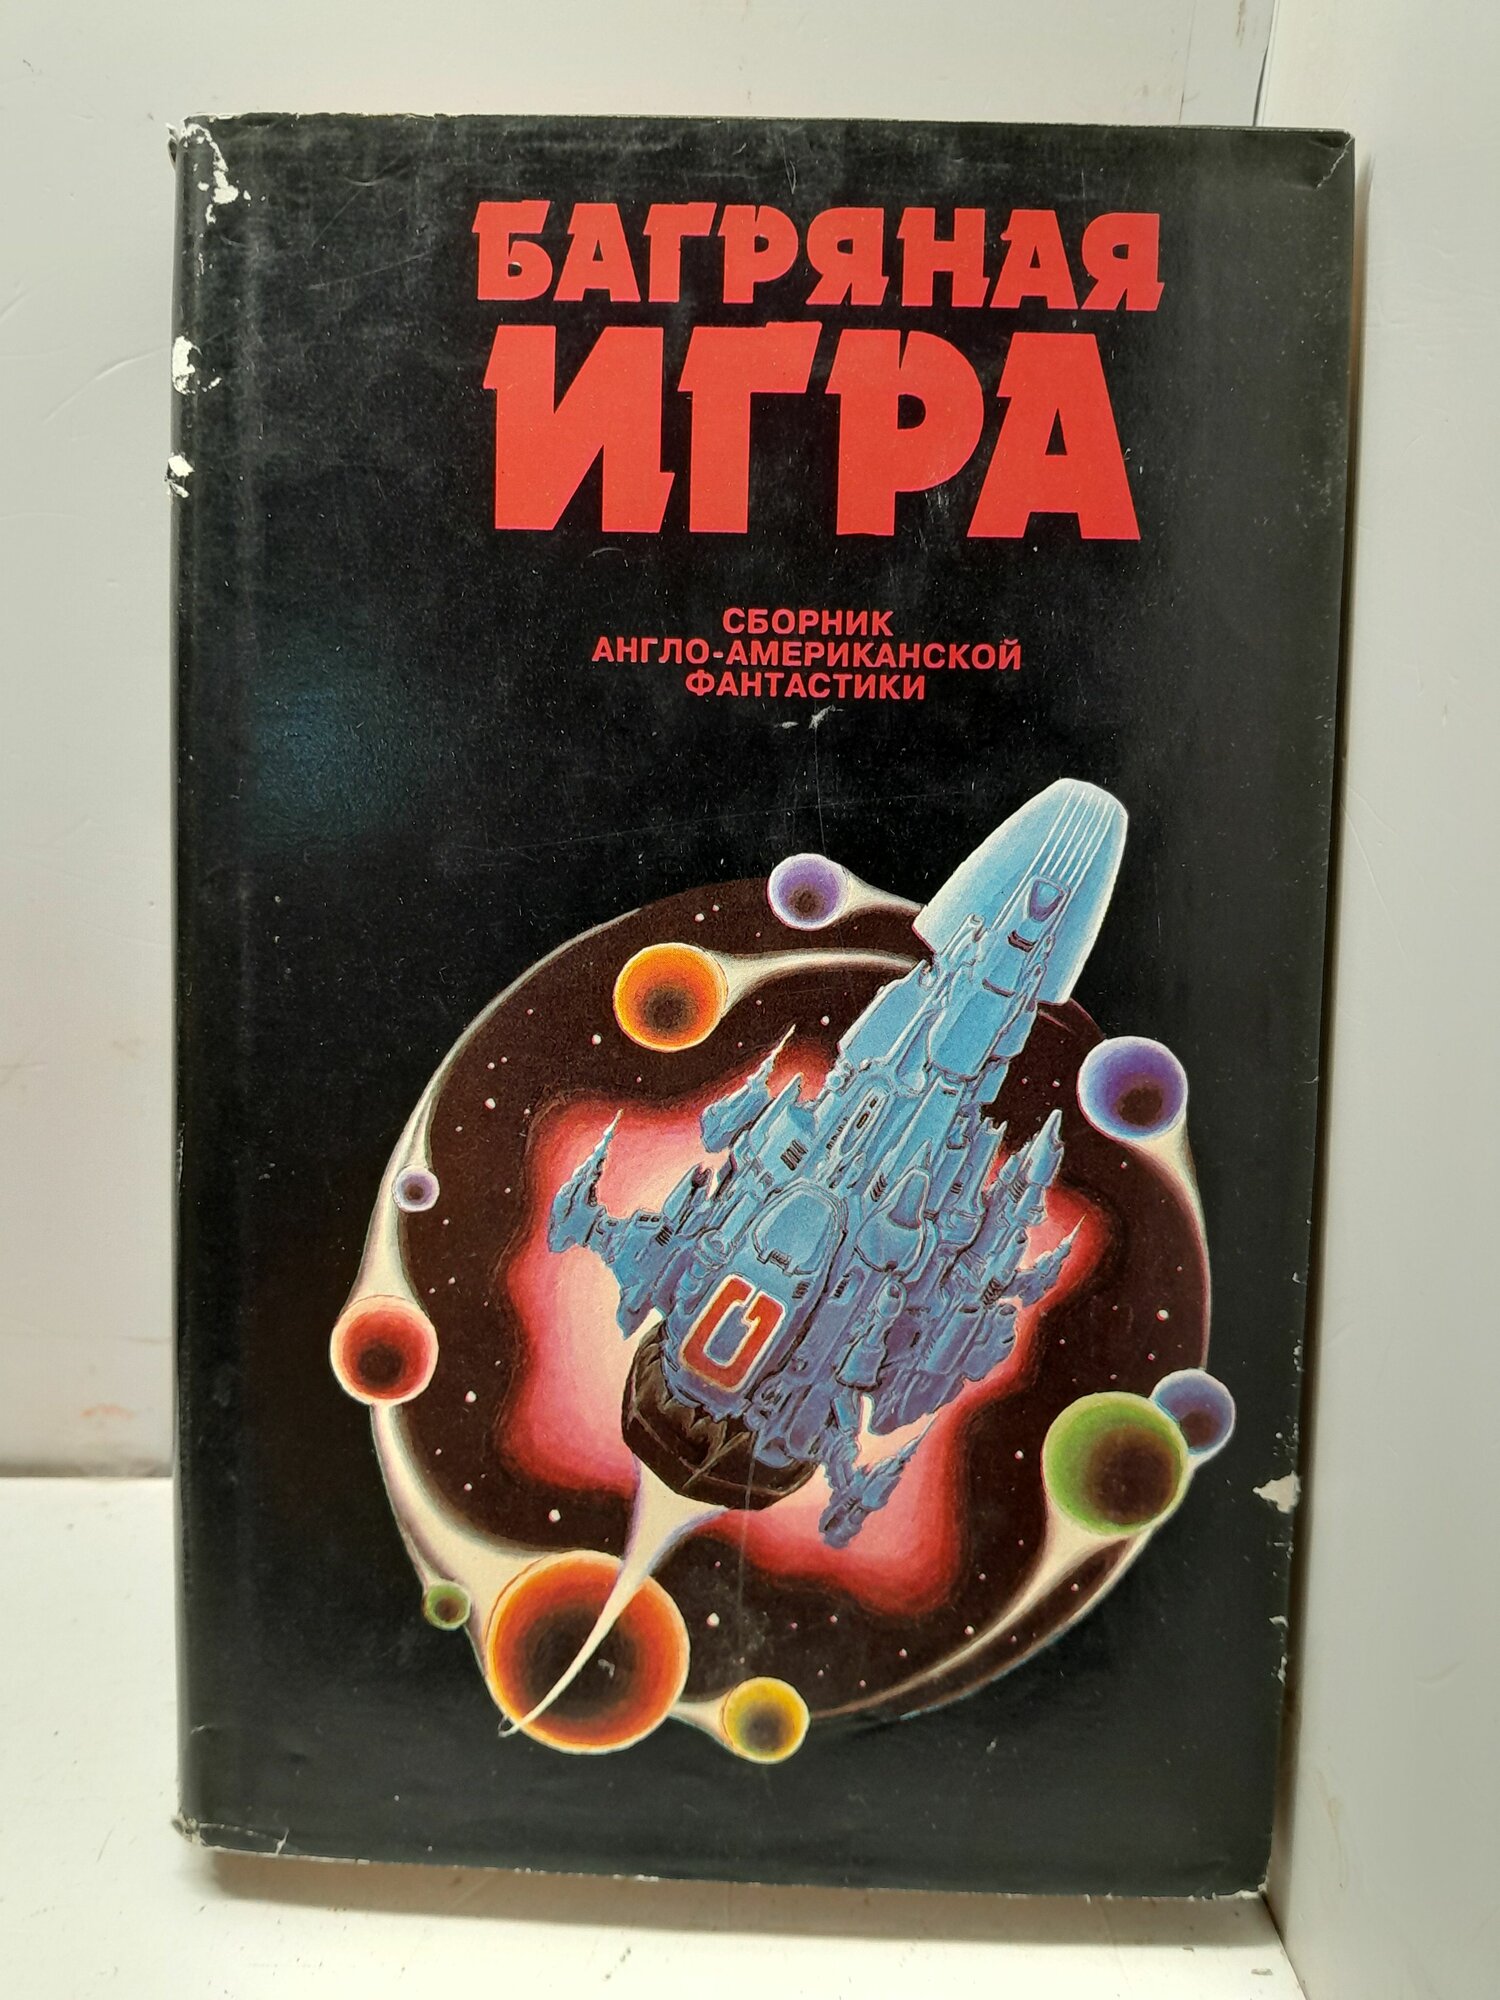 БАГРЯНАЯ
ИГРА
СБОРНИК
АНГЛО-АМЕРИКАНСКОЙ
ФАНТАСТИКИ